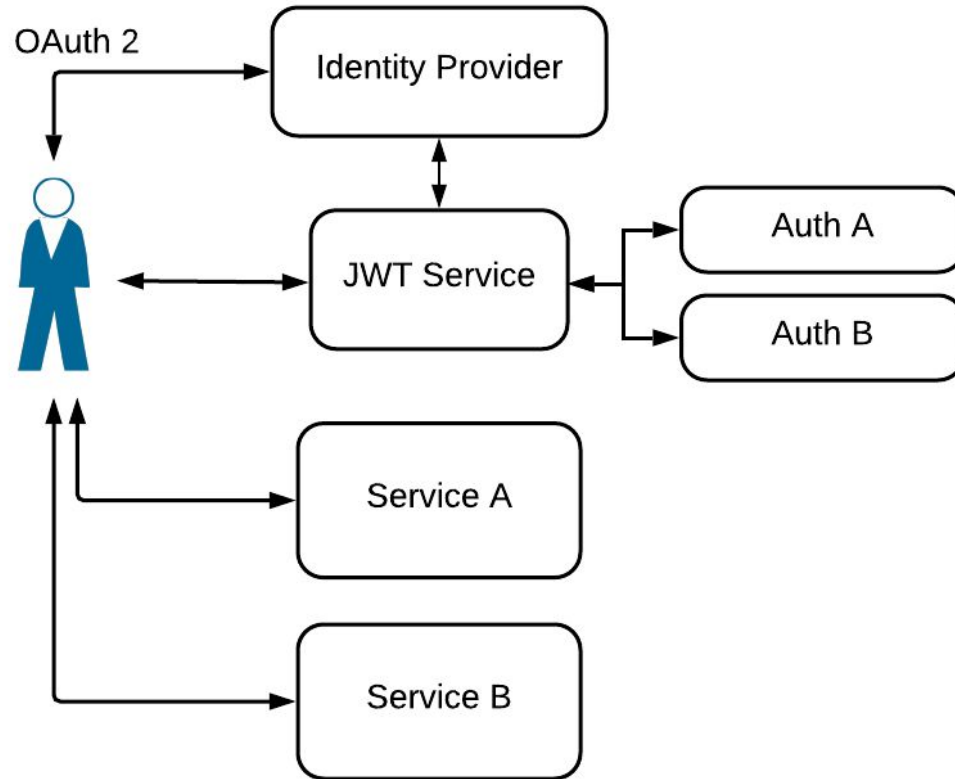 OAuth 2
Identity Provider
JWT Service
Auth A
Auth B
Service A
Service B